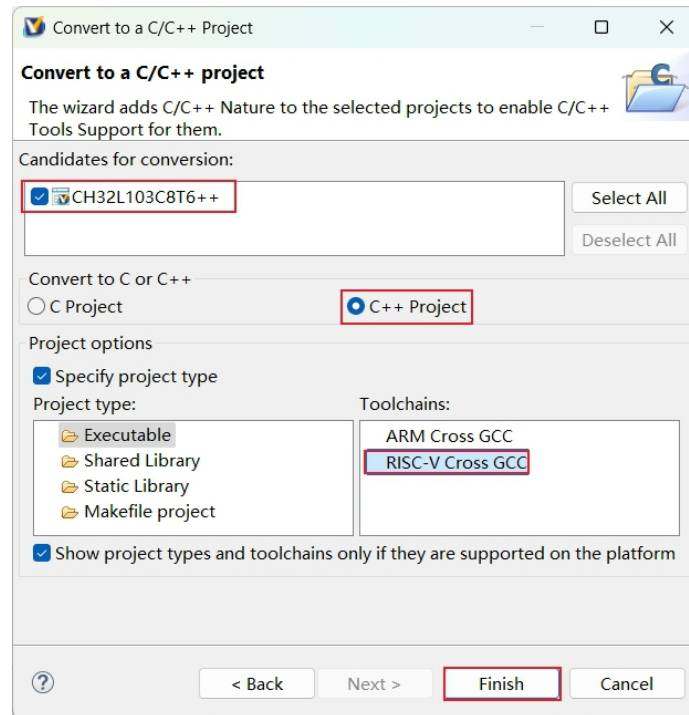 Convert to a C/C++ Project
Convert to a C/C++ project
The wizard adds C/C++ Nature to the selected projects to enable C/C++
Tools Support for them.
Candidates for conversion:
CH32L103C8T6++
Select All
Deselect All
Convert to C or C++
C Project
C++ Project
Project options
Specify project type
Project type:
Toolchains:
Executable
Shared Library
Static Library
Makefile project
ARM Cross GCC
RISC-V Cross GCC
Show project types and toolchains only if they are supported on the platform
?
< Back
Next >
Finish
Cancel